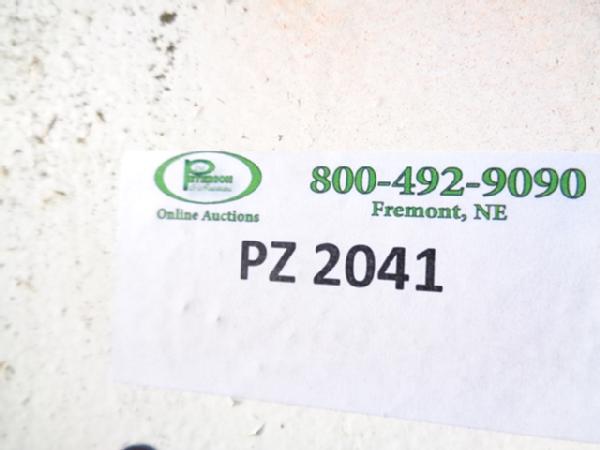 Online Auctions
800-492-9090
Fremont, NE
PZ 2041